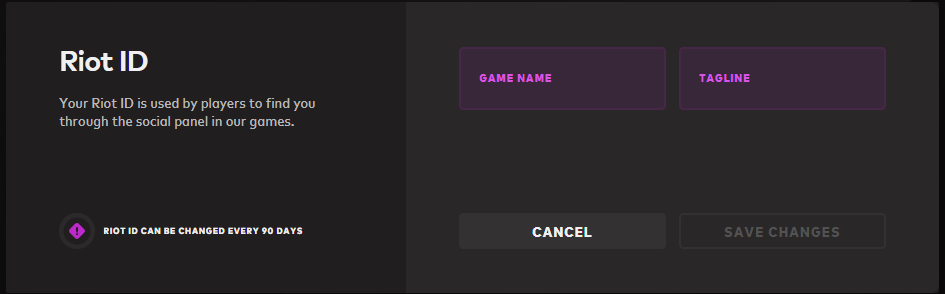 Riot ID
Your Riot ID is used by players to find you
through the social panel in our games.
RIOT ID CAN BE CHANGED EVERY 90 DAYS
GAME NAME
TAGLINE
CANCEL
SAVE CHANGES